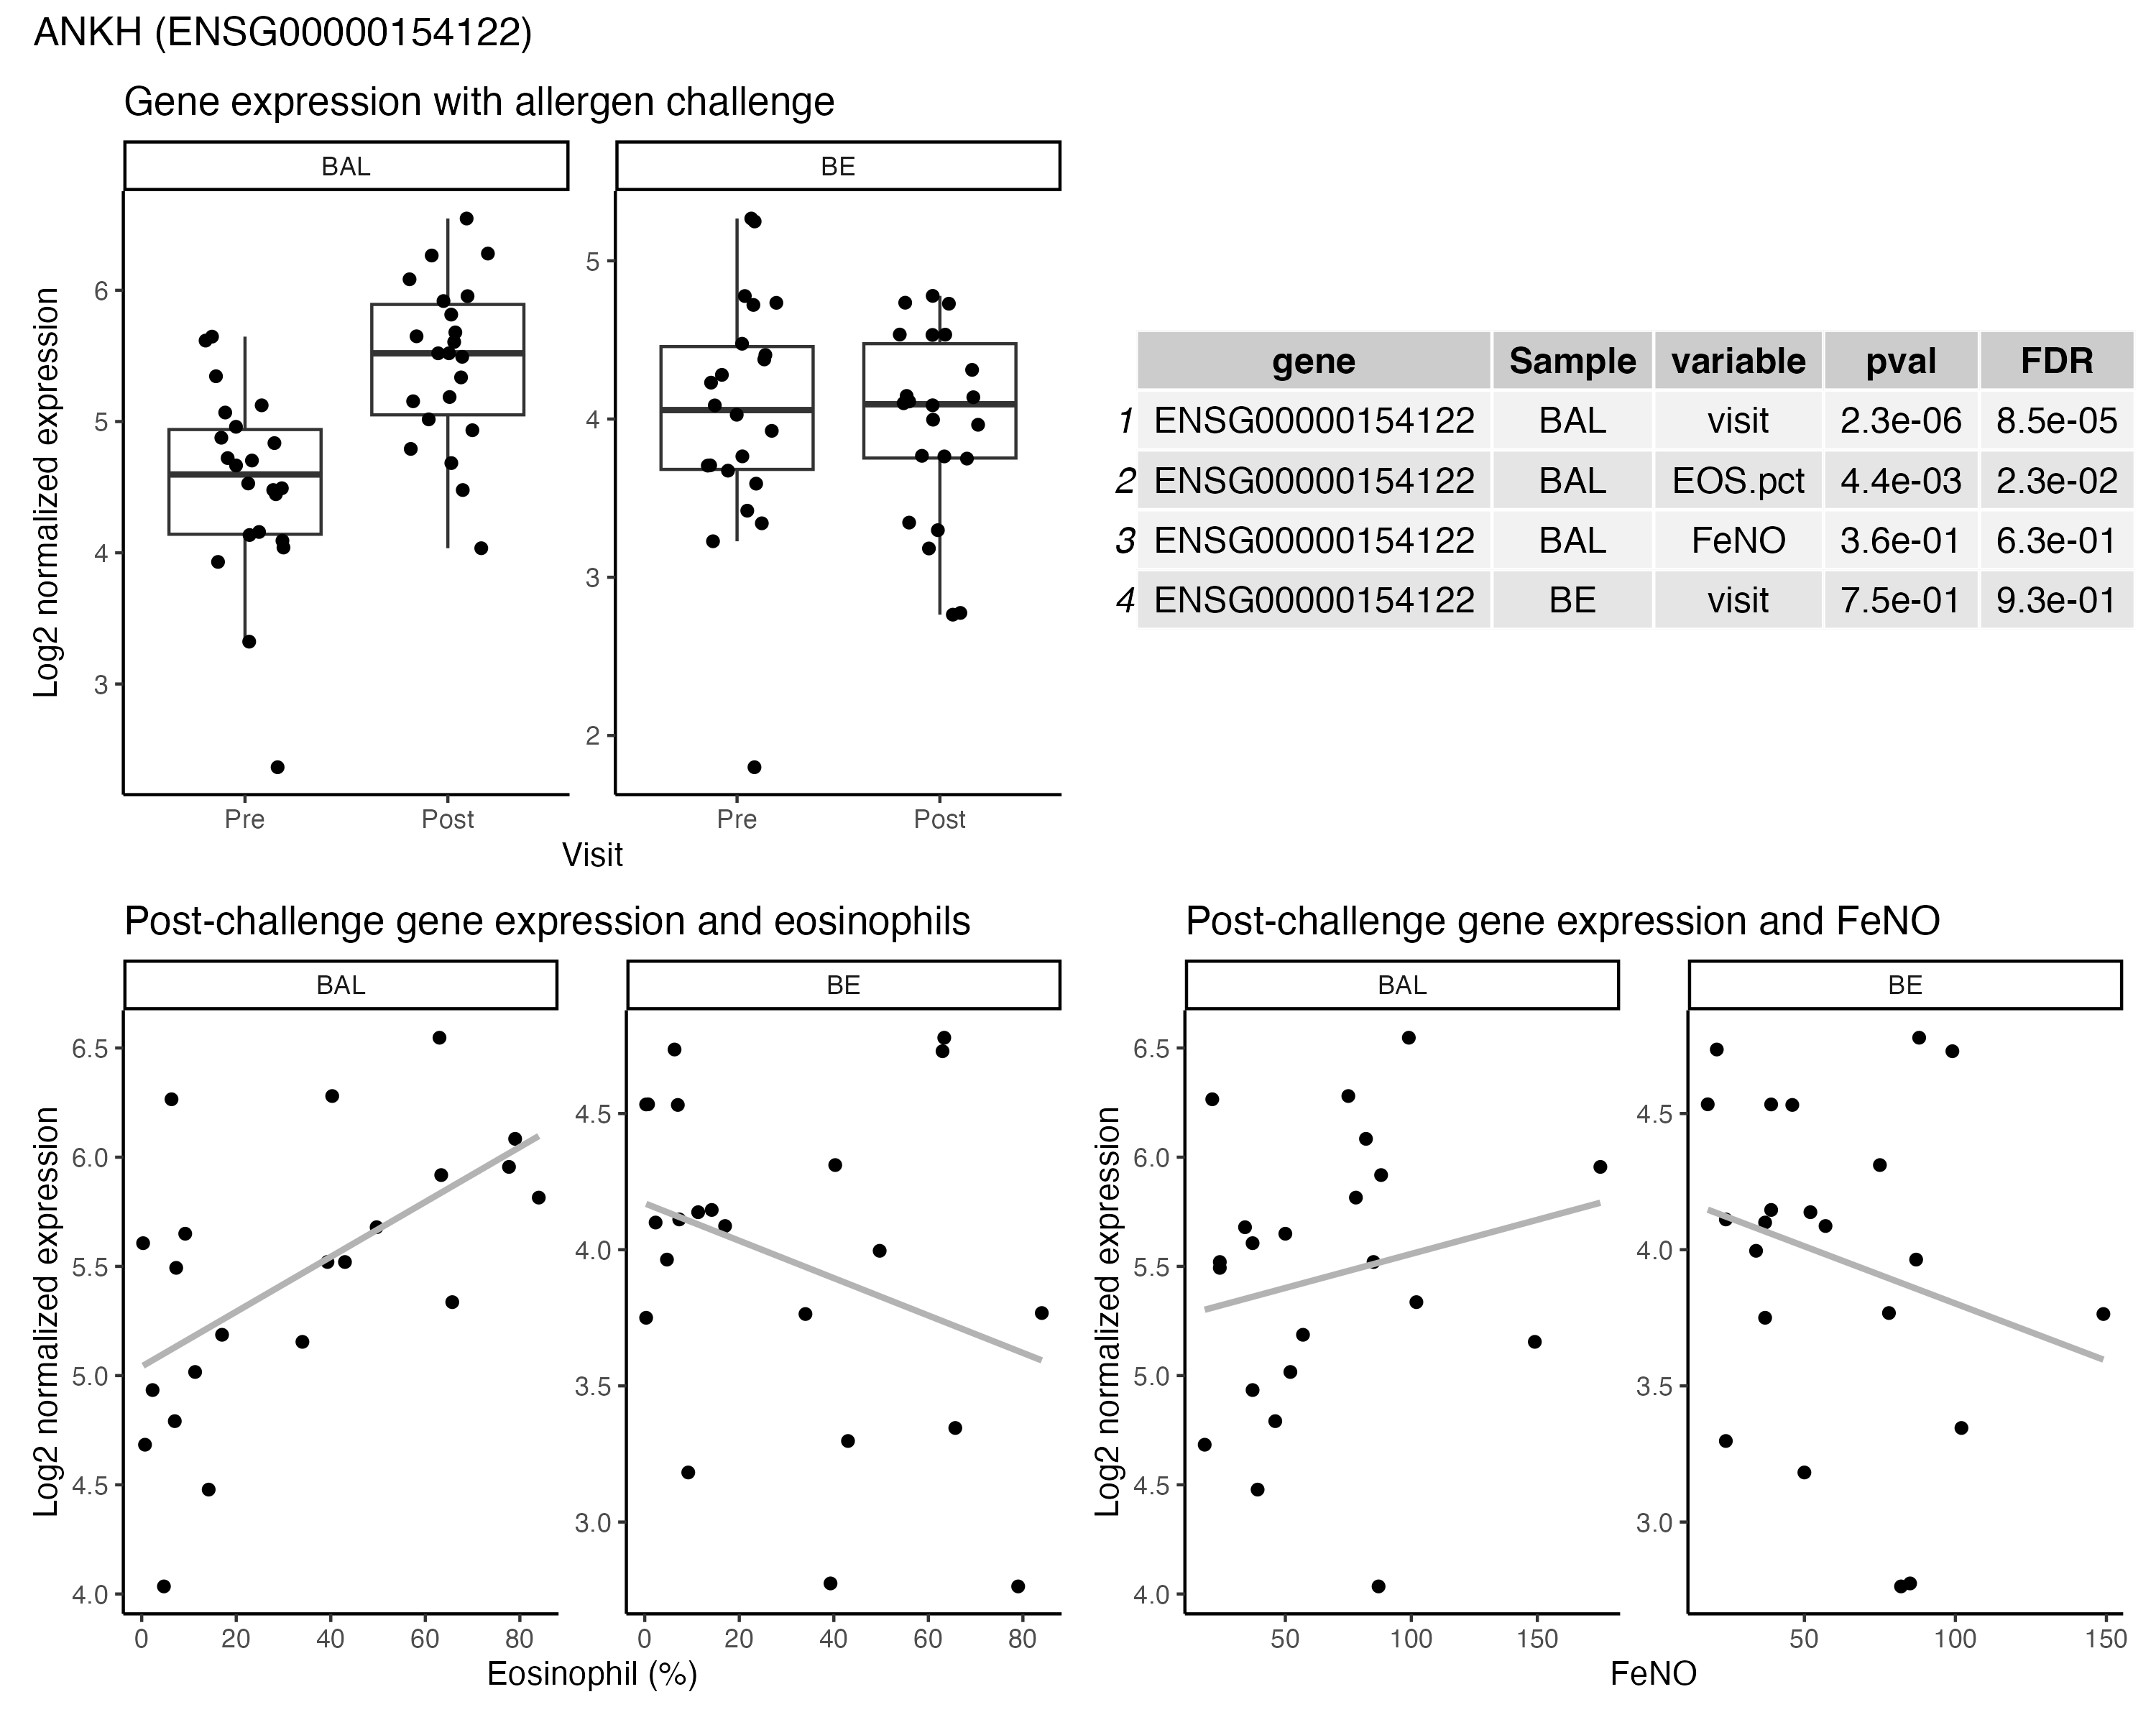 ANKH (ENSG00000154122)
Gene expression with allergen challenge
BAL
BE
Log2 normalized expression
6
5
4
3
5
4
3
2
Pre
Post
Pre
Post
Visit
gene Sample variable pval FDR
1 ENSG00000154122 BAL visit 2.3e-06 8.5e-05
2 ENSG00000154122 BAL EOS.pct 4.4e-03 2.3e-02
3 ENSG00000154122 BAL FeNO 3.6e-01 6.3e-01
4 ENSG00000154122 BE visit 7.5e-01 9.3e-01
Post-challenge gene expression and eosinophils
BAL
BE
Log2 normalized expression
6.5
6.0
5.5
5.0
4.5
4.0
4.5
4.0
3.5
3.0
0 20 40 60 80
0 20 40 60 80
Eosinophil (%)
Post-challenge gene expression and FeNO
BAL
BE
Log2 normalized expression
6.5
6.0
5.5
5.0
4.5
4.0
4.5
4.0
3.5
3.0
50 100 150
50 100 150
FeNO